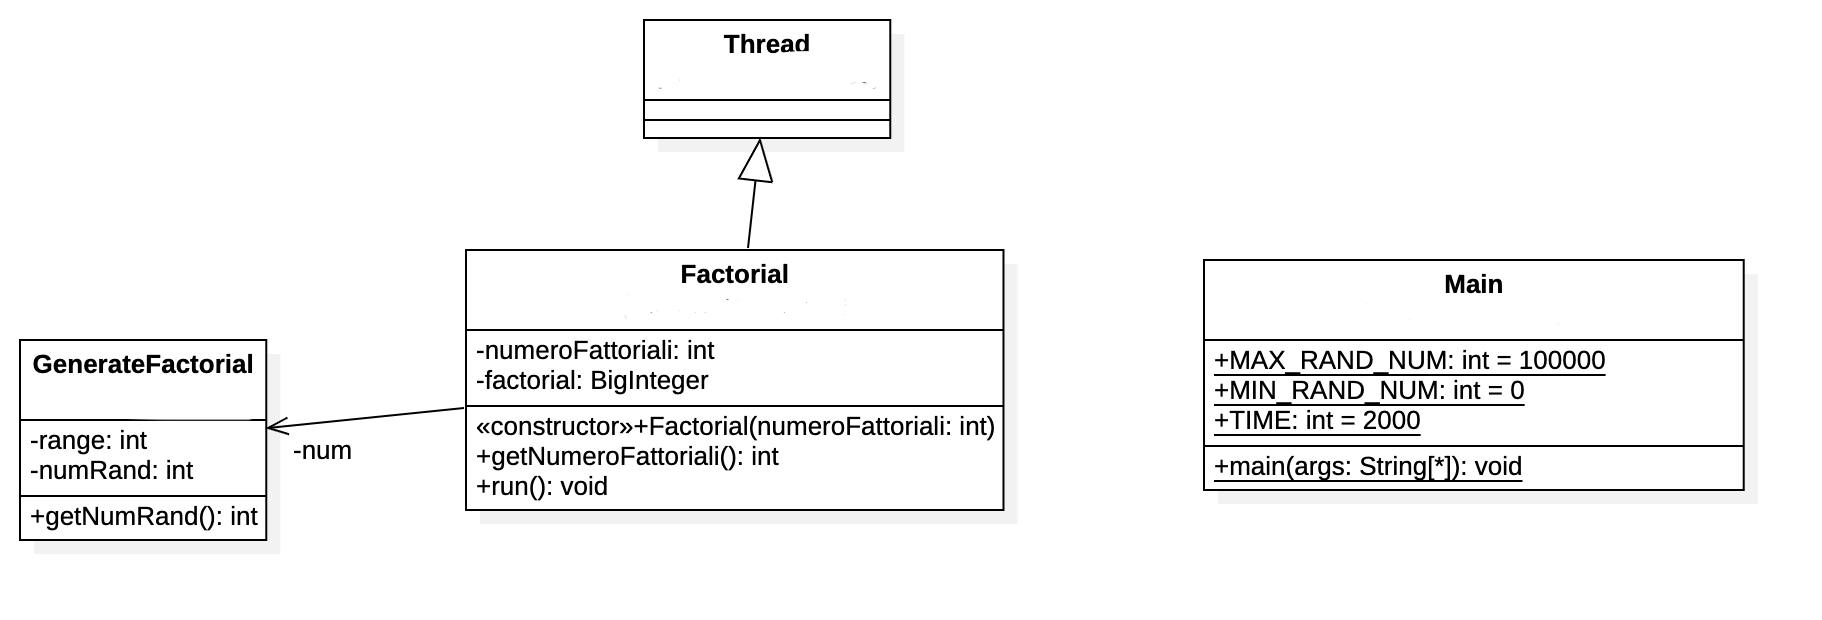 Thread
Factorial
-numeroFattoriali: int
-factorial: BigInteger
«constructor»+Factorial(numeroFattoriali: int)
+getNumeroFattoriali(): int
+run(): void
GenerateFactorial
-range: int
-numRand: int
+getNumRand(): int
-num
Main
+MAX_RAND_NUM: int = 100000
+MIN_RAND_NUM: int = 0
+TIME: int = 2000
+main(args: String[*]): void